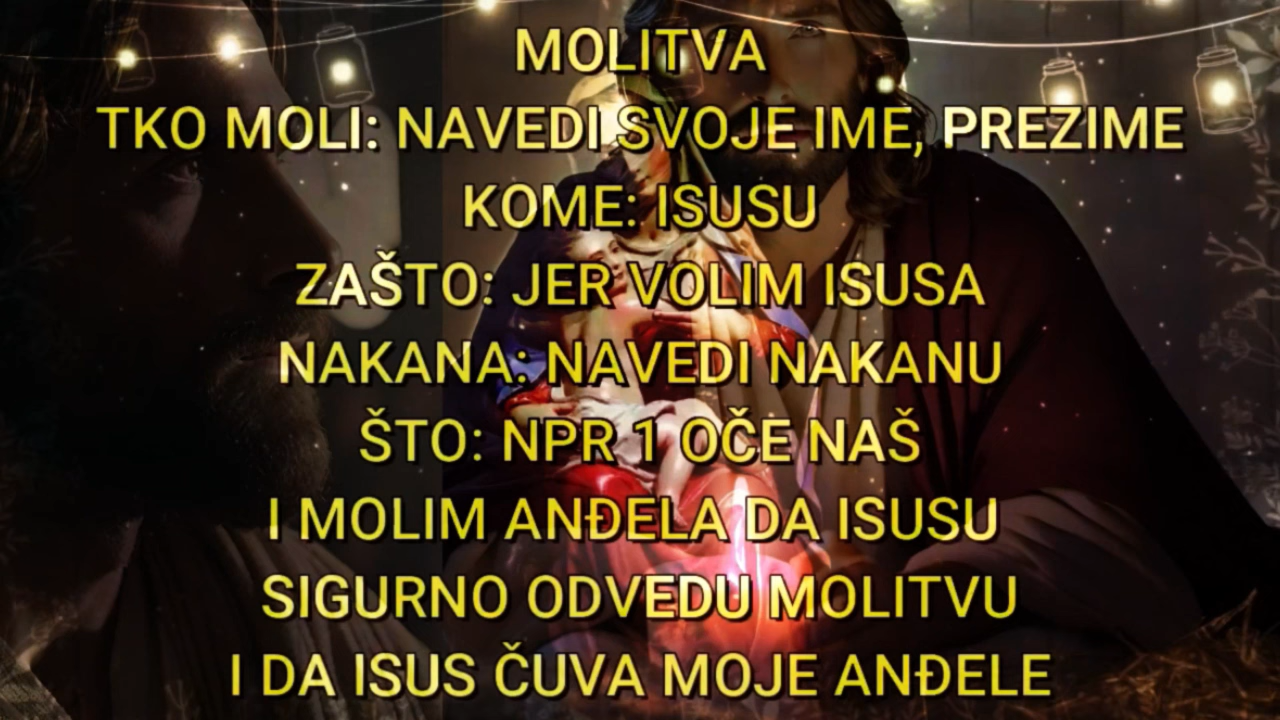 MOLITVA
TKO MOLI: NAVEDI SVOJE IME, PREZIME
KOME: ISUSU
ZAŠTO: JER VOLIM ISUSA
NAKANA: NAVEDI NAKANU
ŠTO: NPR 1 OČE NAŠ
I MOLIM ANĐELA DA ISUSU
SIGURNO ODVEDU MOLITVU
I DA ISUS ČUVA MOJE ANĐELE